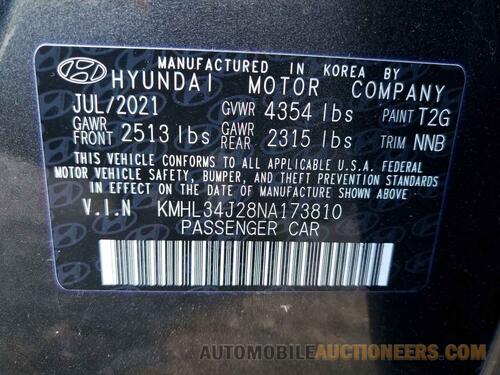 MANUFACTURED IN KOREA BY
HYUNDAI MOTOR COMPANY
JUL/2021 GVWR 4354 lbs PAINT T2G
GAWR FRONT 2513 lbs GAWR REAR 2315 lbs TRIM NNB
THIS VEHICLE CONFORMS TO ALL APPLICABLE U.S.A. FEDERAL
MOTOR VEHICLE SAFETY, BUMPER, AND THEFT PREVENTION STANDARDS
IN EFFECT ON THE DATE OF MANUFACTURE SHOWN ABOVE.
V.I.N KMHL34J28NA173810
PASSENGER CAR
AUTOMOBILEAUCTIONEERS.COM